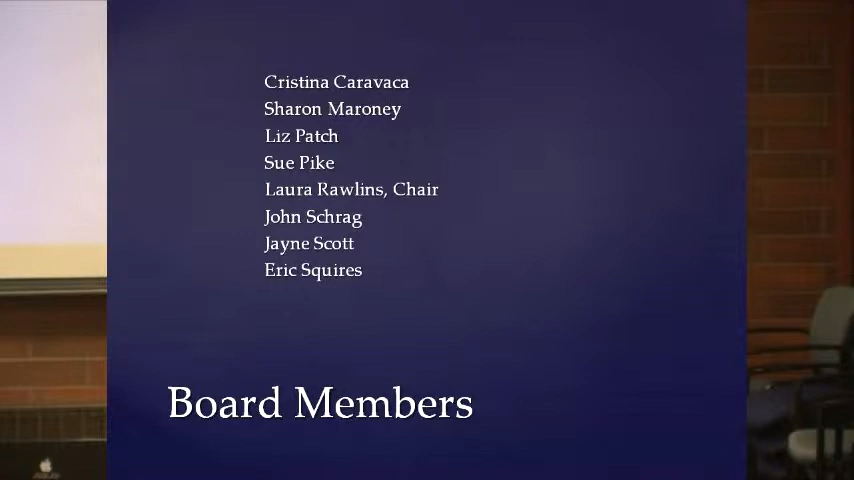 Cristina Caravaca
Sharon Maroney
Liz Patch
Sue Pike
Laura Rawlins, Chair
John Schrag
Jayne Scott
Eric Squires
Board Members